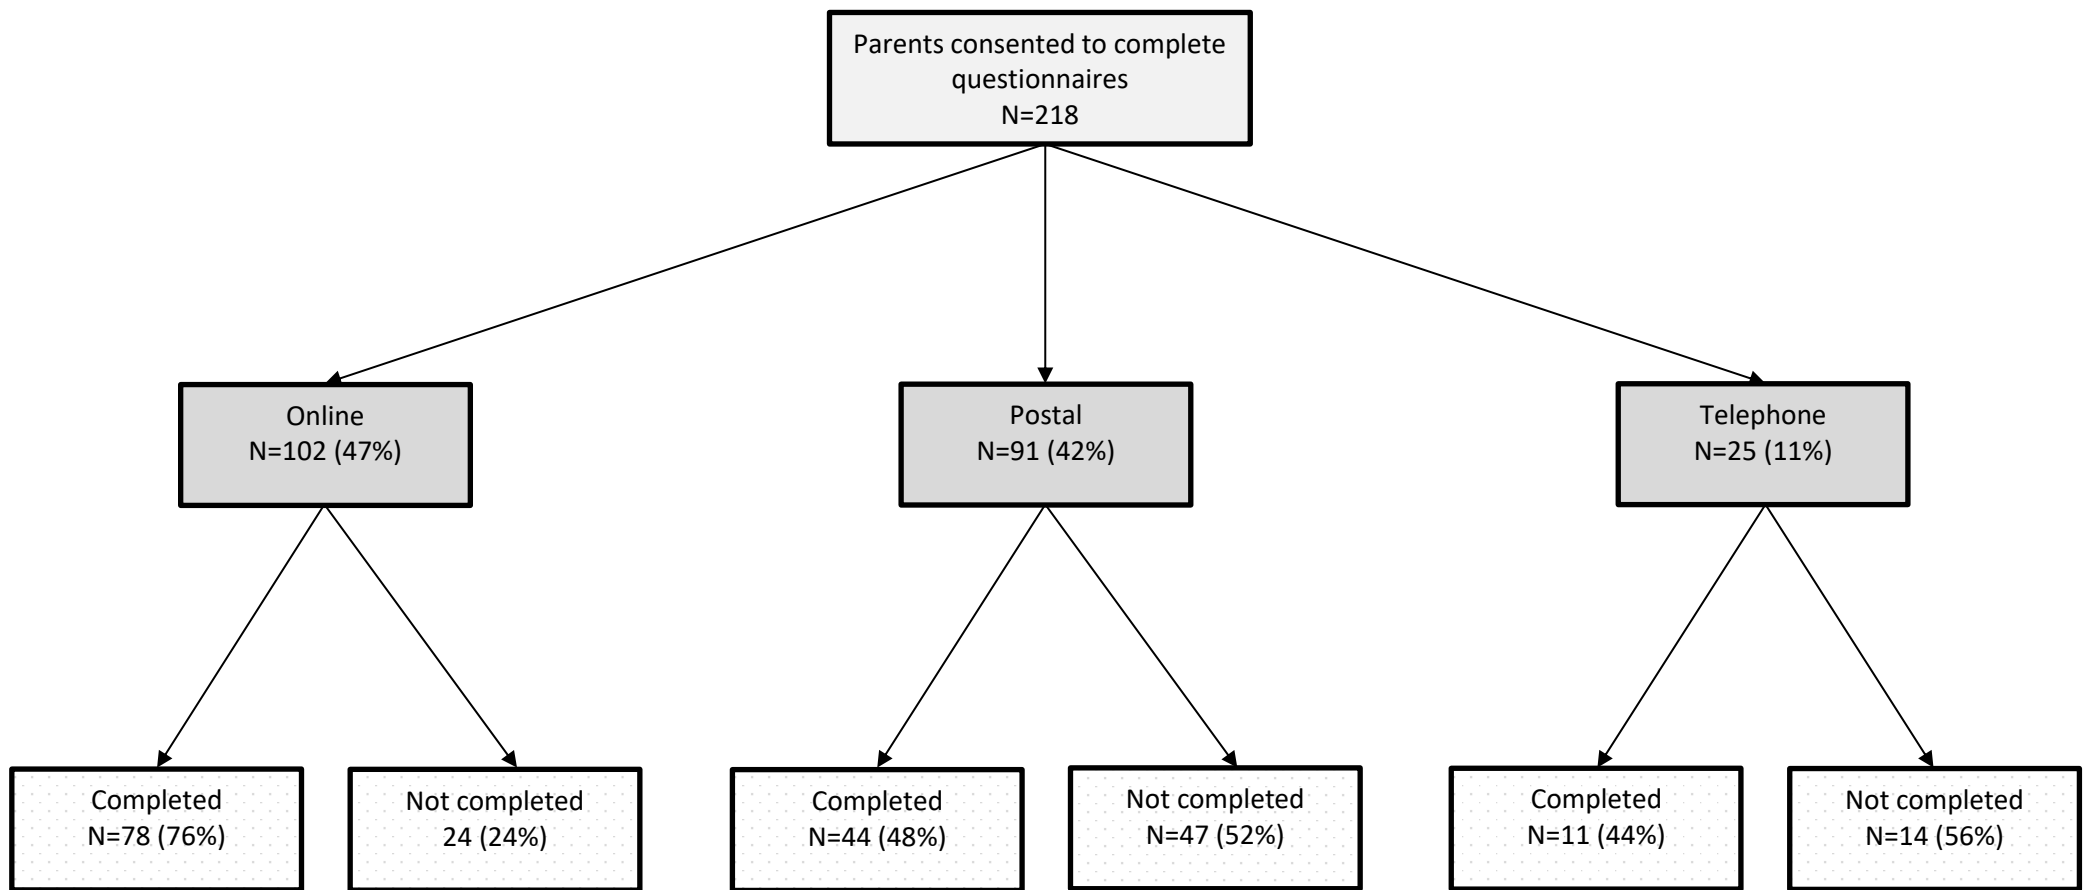 Parents consented to complete
questionnaires
N=218
Online
N=102 (47%)
Postal
N=91 (42%)
Telephone
N=25 (11%)
Completed
N=78 (76%)
Not completed
24 (24%)
Completed
N=44 (48%)
Not completed
N=47 (52%)
Completed
N=11 (44%)
Not completed
N=14 (56%)